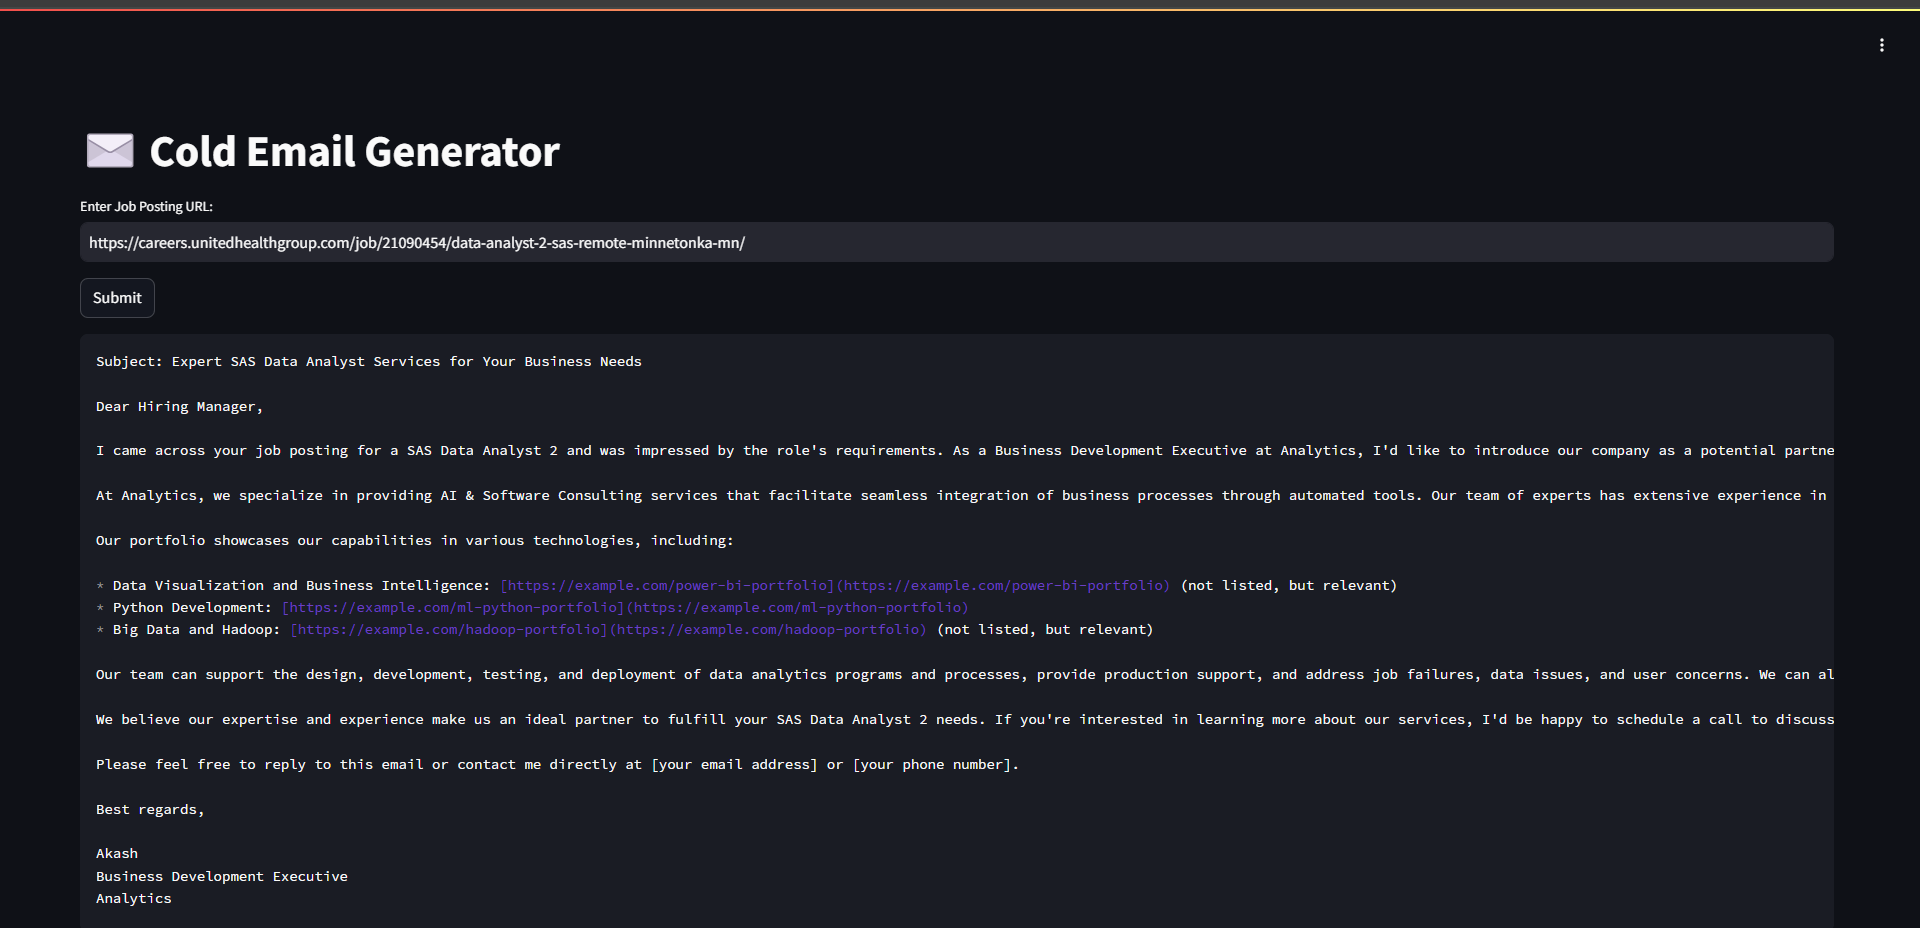 Cold Email Generator
Enter Job Posting URL:
https://careers.unitedhealthgroup.com/job/21090454/data-analyst-2-sas-remote-minnetonka-mn/
Submit
Subject: Expert SAS Data Analyst Services for Your Business Needs
Dear Hiring Manager,
I came across your job posting for a SAS Data Analyst 2 and was impressed by the role's requirements. As a Business Development Executive at Analytics, I'd like to introduce our company as a potential partne
At Analytics, we specialize in providing AI & Software Consulting services that facilitate seamless integration of business processes through automated tools. Our team of experts has extensive experience in
Our portfolio showcases our capabilities in various technologies, including:
* Data Visualization and Business Intelligence: [https://example.com/power-bi-portfolio](https://example.com/power-bi-portfolio) (not listed, but relevant)
* Python Development: [https://example.com/ml-python-portfolio](https://example.com/ml-python-portfolio)
* Big Data and Hadoop: [https://example.com/hadoop-portfolio](https://example.com/hadoop-portfolio) (not listed, but relevant)
Our team can support the design, development, testing, and deployment of data analytics programs and processes, provide production support, and address job failures, data issues, and user concerns. We can al
We believe our expertise and experience make us an ideal partner to fulfill your SAS Data Analyst 2 needs. If you're interested in learning more about our services, I'd be happy to schedule a call to discuss
Please feel free to reply to this email or contact me directly at [your email address] or [your phone number].
Best regards,
Akash
Business Development Executive
Analytics